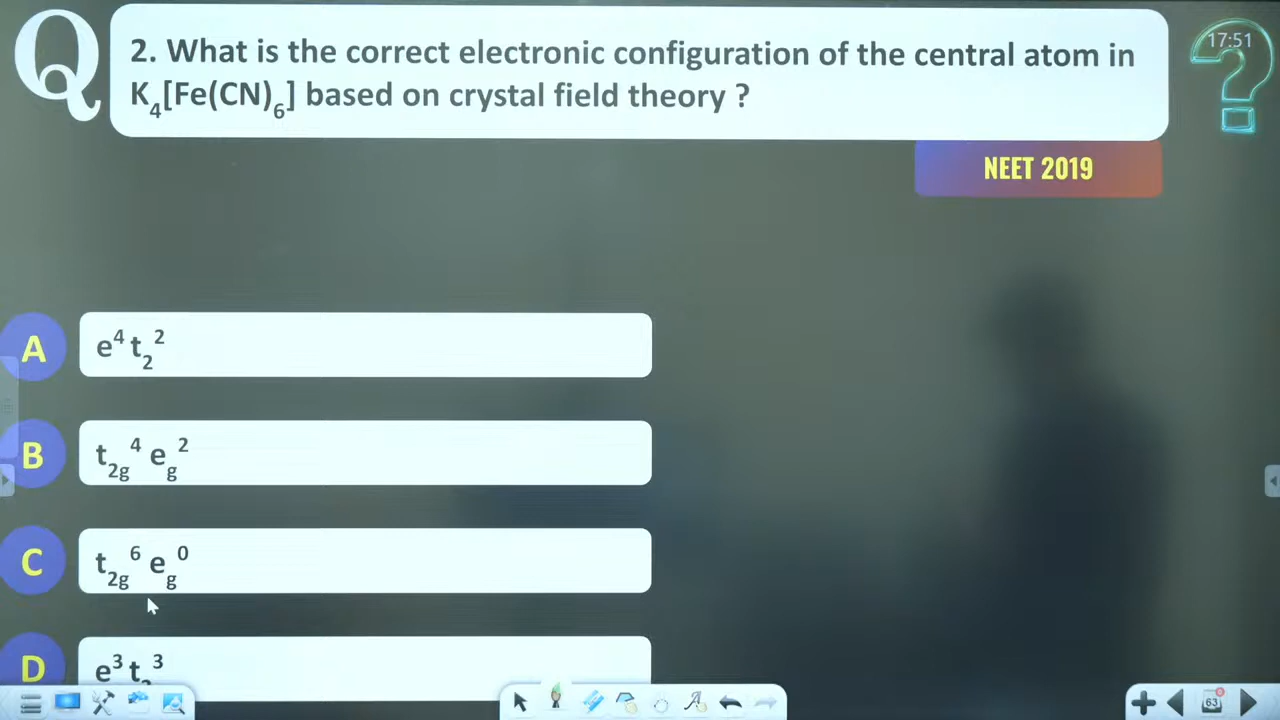 Q
2. What is the correct electronic configuration of the central atom in
K₄[Fe(CN)₆] based on crystal field theory ?
17:51
NEET 2019
A
e⁴ t₂²
B
t₂g⁴ eg²
C
t₂g⁶ eg⁰
D
e³ t₂³
63